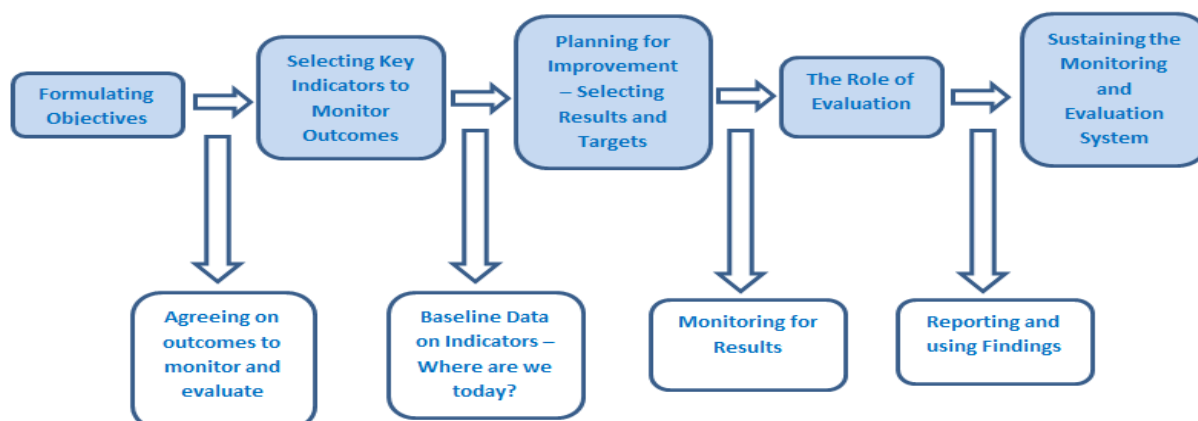 Formulating
Objectives
Selecting Key
Indicators to
Monitor
Outcomes
Planning for
Improvement
– Selecting
Results and
Targets
The Role of
Evaluation
Sustaining the
Monitoring
and
Evaluation
System
Agreeing on
outcomes to
monitor and
evaluate
Baseline Data
on Indicators –
Where are we
today?
Monitoring for
Results
Reporting and
using Findings